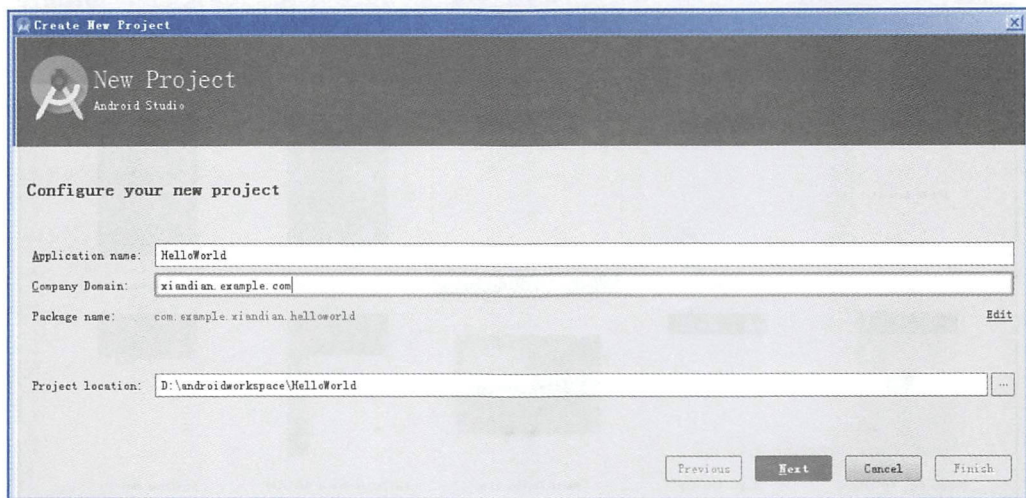 Create New Project
New Project
Android Studio
Configure your new project
Application name: HelloWorld
Company Domain: xiandian.example.com
Package name: com.example.xiandian.helloworld Edit
Project location: D:\androidworkspace\HelloWorld ...
Previous Next Cancel Finish